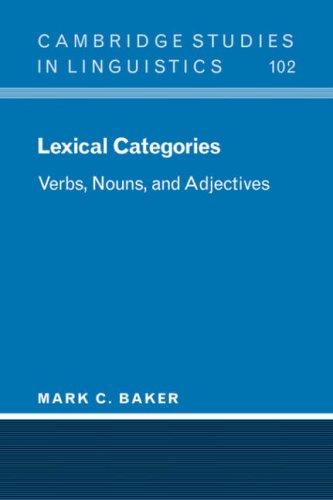 CAMBRIDGE STUDIES
IN LINGUISTICS 102
Lexical Categories
Verbs, Nouns, and Adjectives
MARK C. BAKER